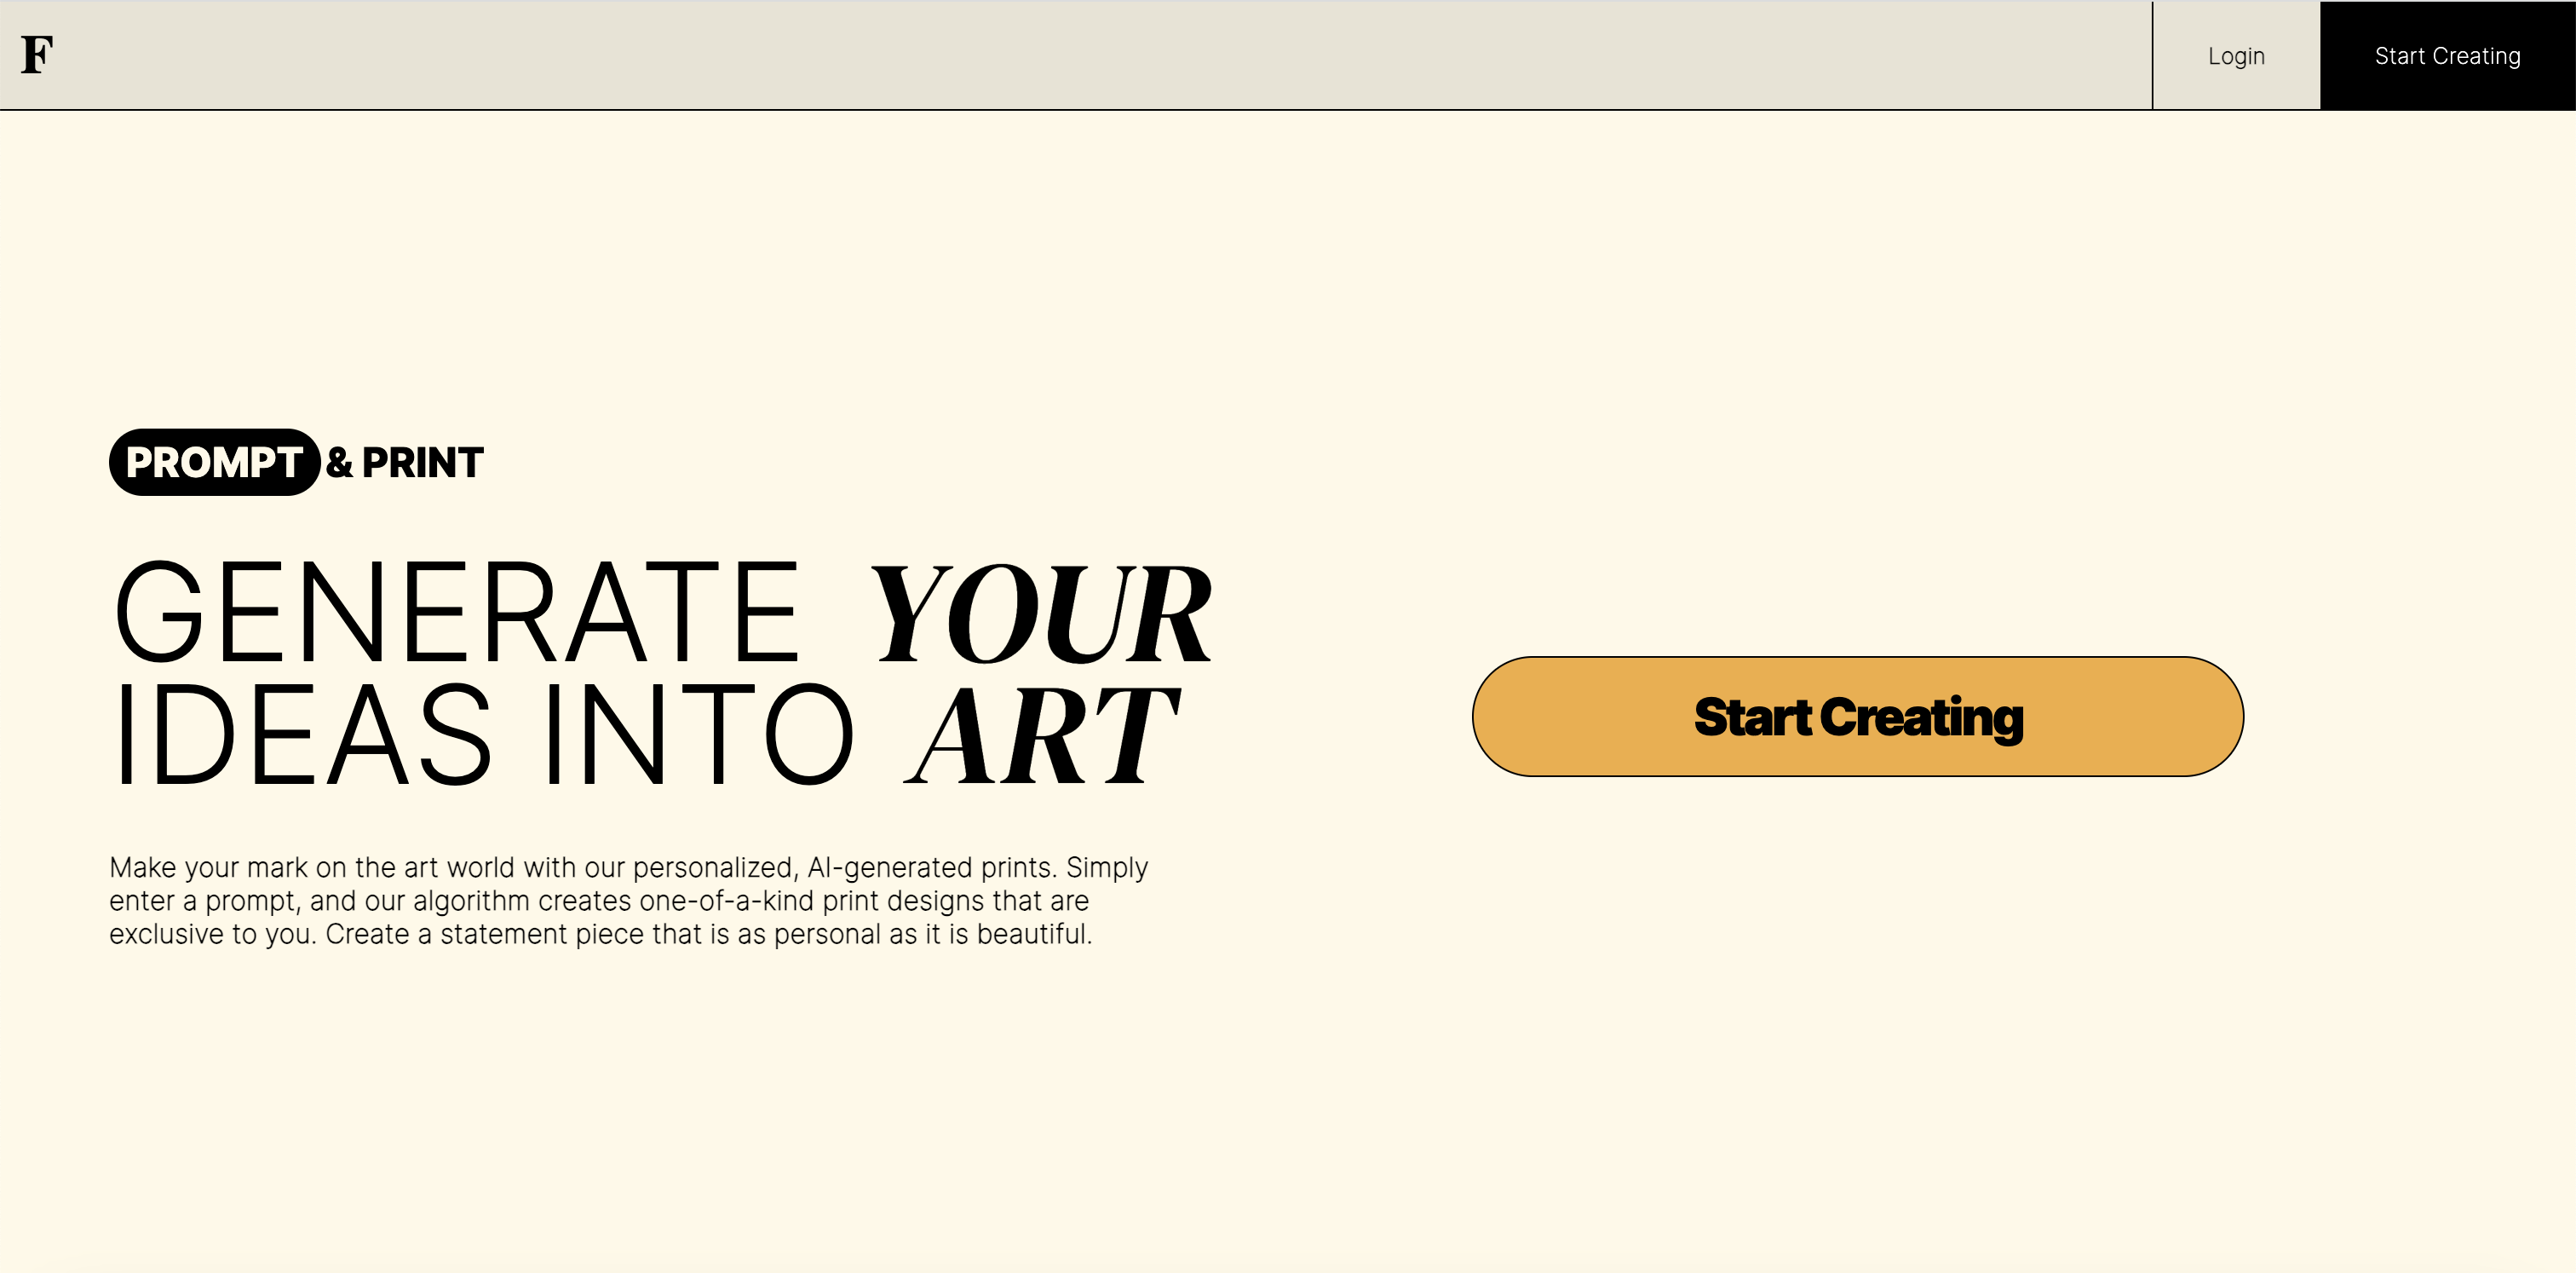 F
Login
Start Creating
PROMPT & PRINT
GENERATE YOUR
IDEAS INTO ART
Start Creating
Make your mark on the art world with our personalized, AI-generated prints. Simply
enter a prompt, and our algorithm creates one-of-a-kind print designs that are
exclusive to you. Create a statement piece that is as personal as it is beautiful.